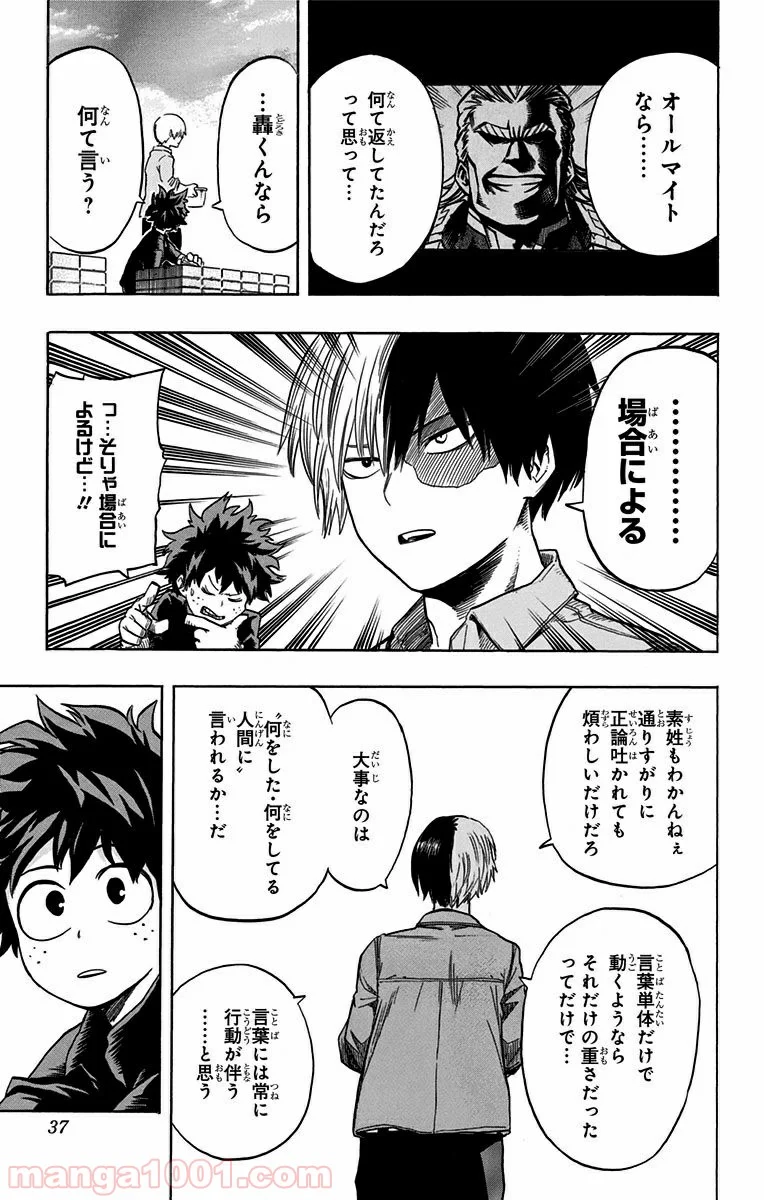 オールマイト
なら……
何て返してたんだろ
って思って…
…轟くんなら
何て言う？
…………
場合による
つ…そりゃ場合に
よるけど…!!
素姓もわかんねぇ
通りすがりに
正論吐かれても
煩わしいだけだろ
言葉単体だけで
動くようなら
それだけの重さだった
ってだけで…
大事なのは
〝何をした・何をしてる
人間に〟
言われるか…だ
言葉には常に
行動が伴う
……と思う
37
manga1001.com